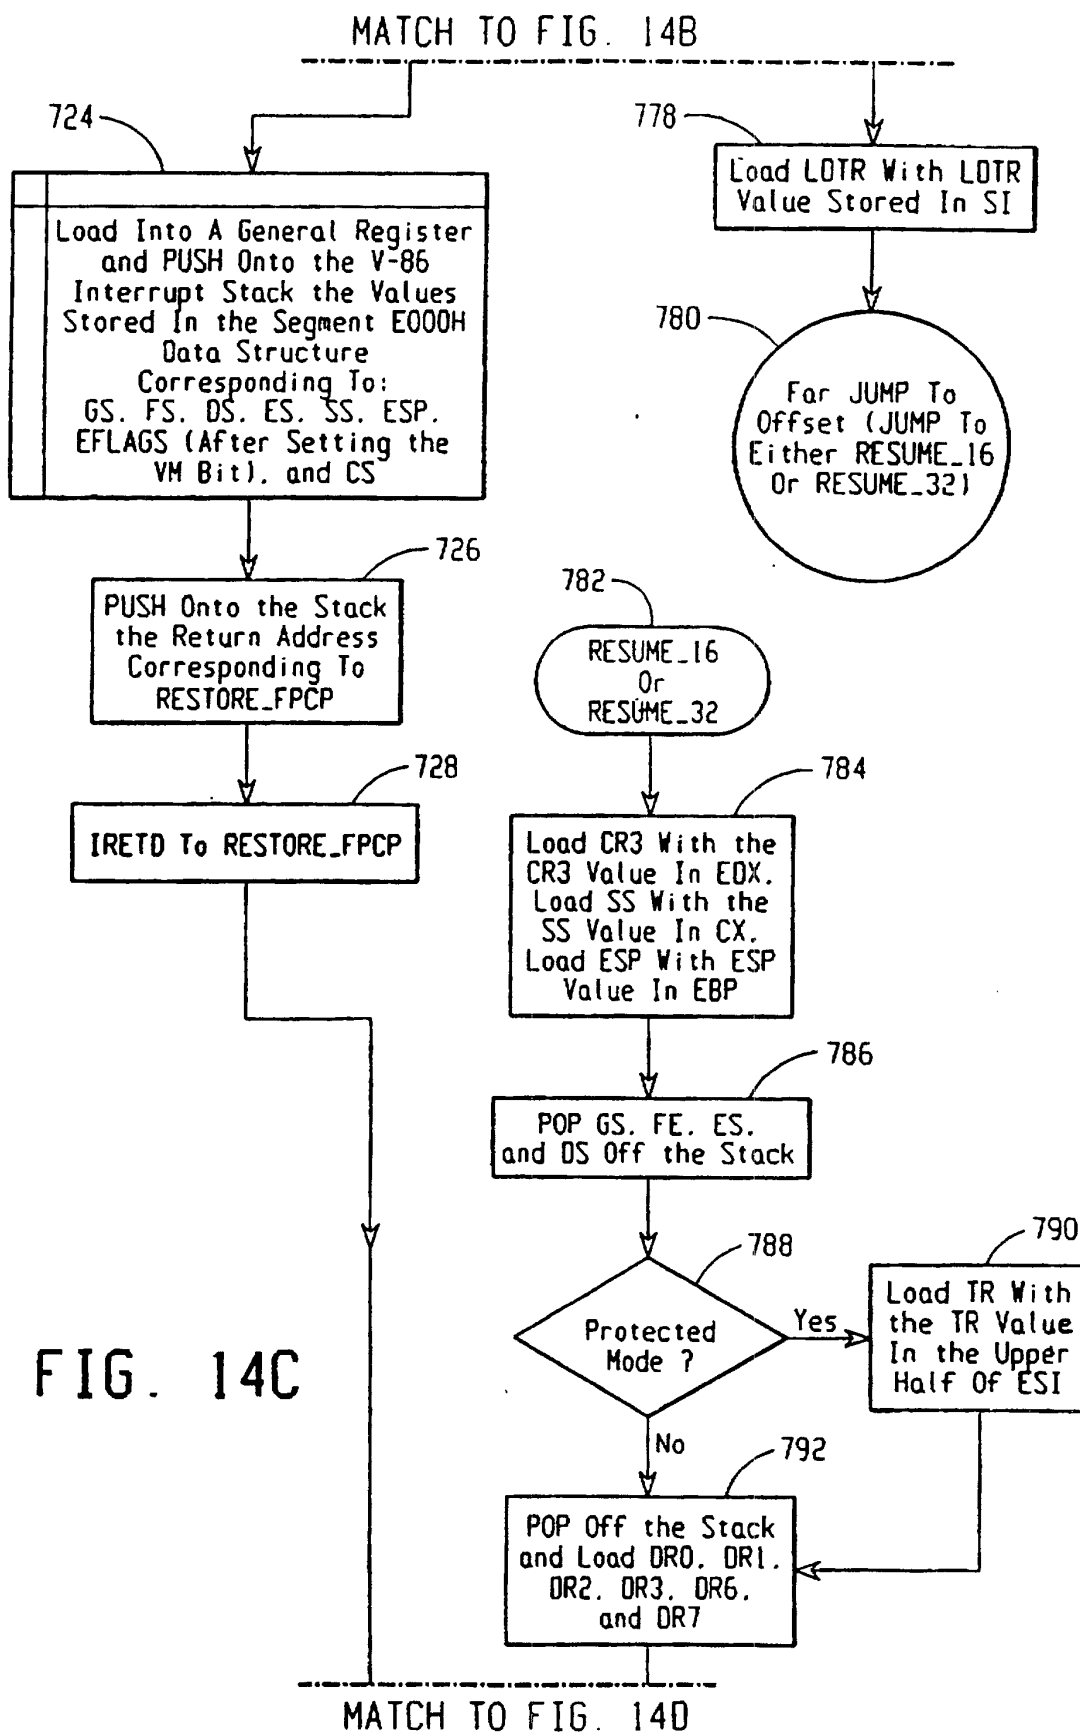 MATCH TO FIG. 14B
724
Load Into A General Register
and PUSH Onto the V-86
Interrupt Stack the Values
Stored In the Segment E000H
Data Structure
Corresponding To:
GS. FS. DS. ES. SS. ESP.
EFLAGS (After Setting the
VM Bit). and CS
726
PUSH Onto the Stack
the Return Address
Corresponding To
RESTORE_FPCP
728
IRETD To RESTORE_FPCP
778
Load LDTR With LDTR
Value Stored In SI
780
Far JUMP To
Offset (JUMP To
Either RESUME_16
Or RESUME_32)
782
RESUME_16
Or
RESUME_32
784
Load CR3 With the
CR3 Value In EDX.
Load SS With the
SS Value In CX.
Load ESP With ESP
Value In EBP
786
POP GS. FE. ES.
and DS Off the Stack
788
Protected
Mode ?
Yes
No
790
Load TR With
the TR Value
In the Upper
Half Of ESI
792
POP Off the Stack
and Load DR0. DR1.
DR2. DR3. DR6.
and DR7
FIG. 14C
MATCH TO FIG. 14D